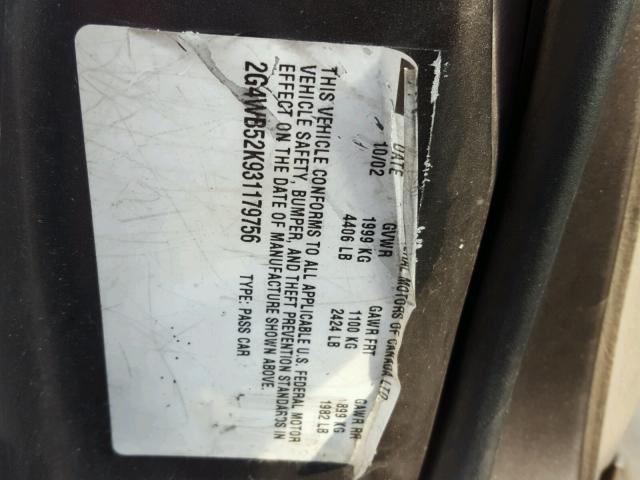 MOTORS OF CANADA LTD.
DATE GVWR GAWR FRT GAWR RR
10/02 1999 KG 1100 KG 899 KG
4406 LB 2424 LB 1982 LB
THIS VEHICLE CONFORMS TO ALL APPLICABLE U.S. FEDERAL MOTOR
VEHICLE SAFETY, BUMPER, AND THEFT PREVENTION STANDARDS IN
EFFECT ON THE DATE OF MANUFACTURE SHOWN ABOVE.
2G4WB52K931179756 TYPE: PASS CAR